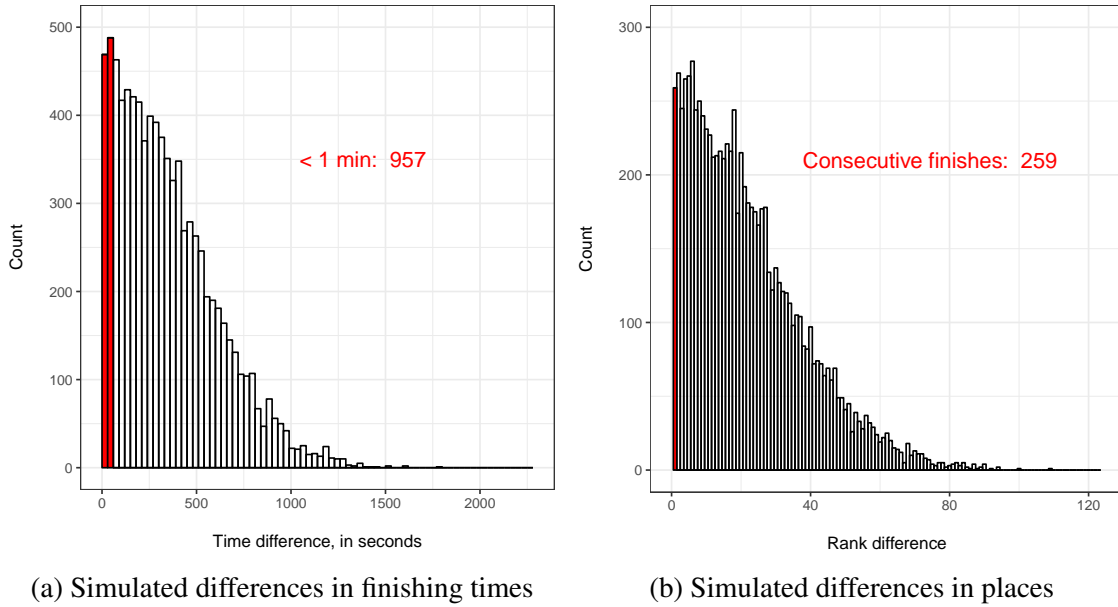 500
400
300
200
100
0
Count
< 1 min:  957
0
500
1000
1500
2000
Time difference, in seconds
(a) Simulated differences in finishing times
300
200
100
0
Count
Consecutive finishes:  259
0
40
80
120
Rank difference
(b) Simulated differences in places